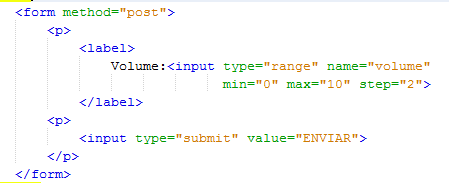 <form method="post">
<p>
<label>
Volume:<input type="range" name="volume"
min="0" max="10" step="2">
</label>
<p>
<input type="submit" value="ENVIAR">
</p>
</form>